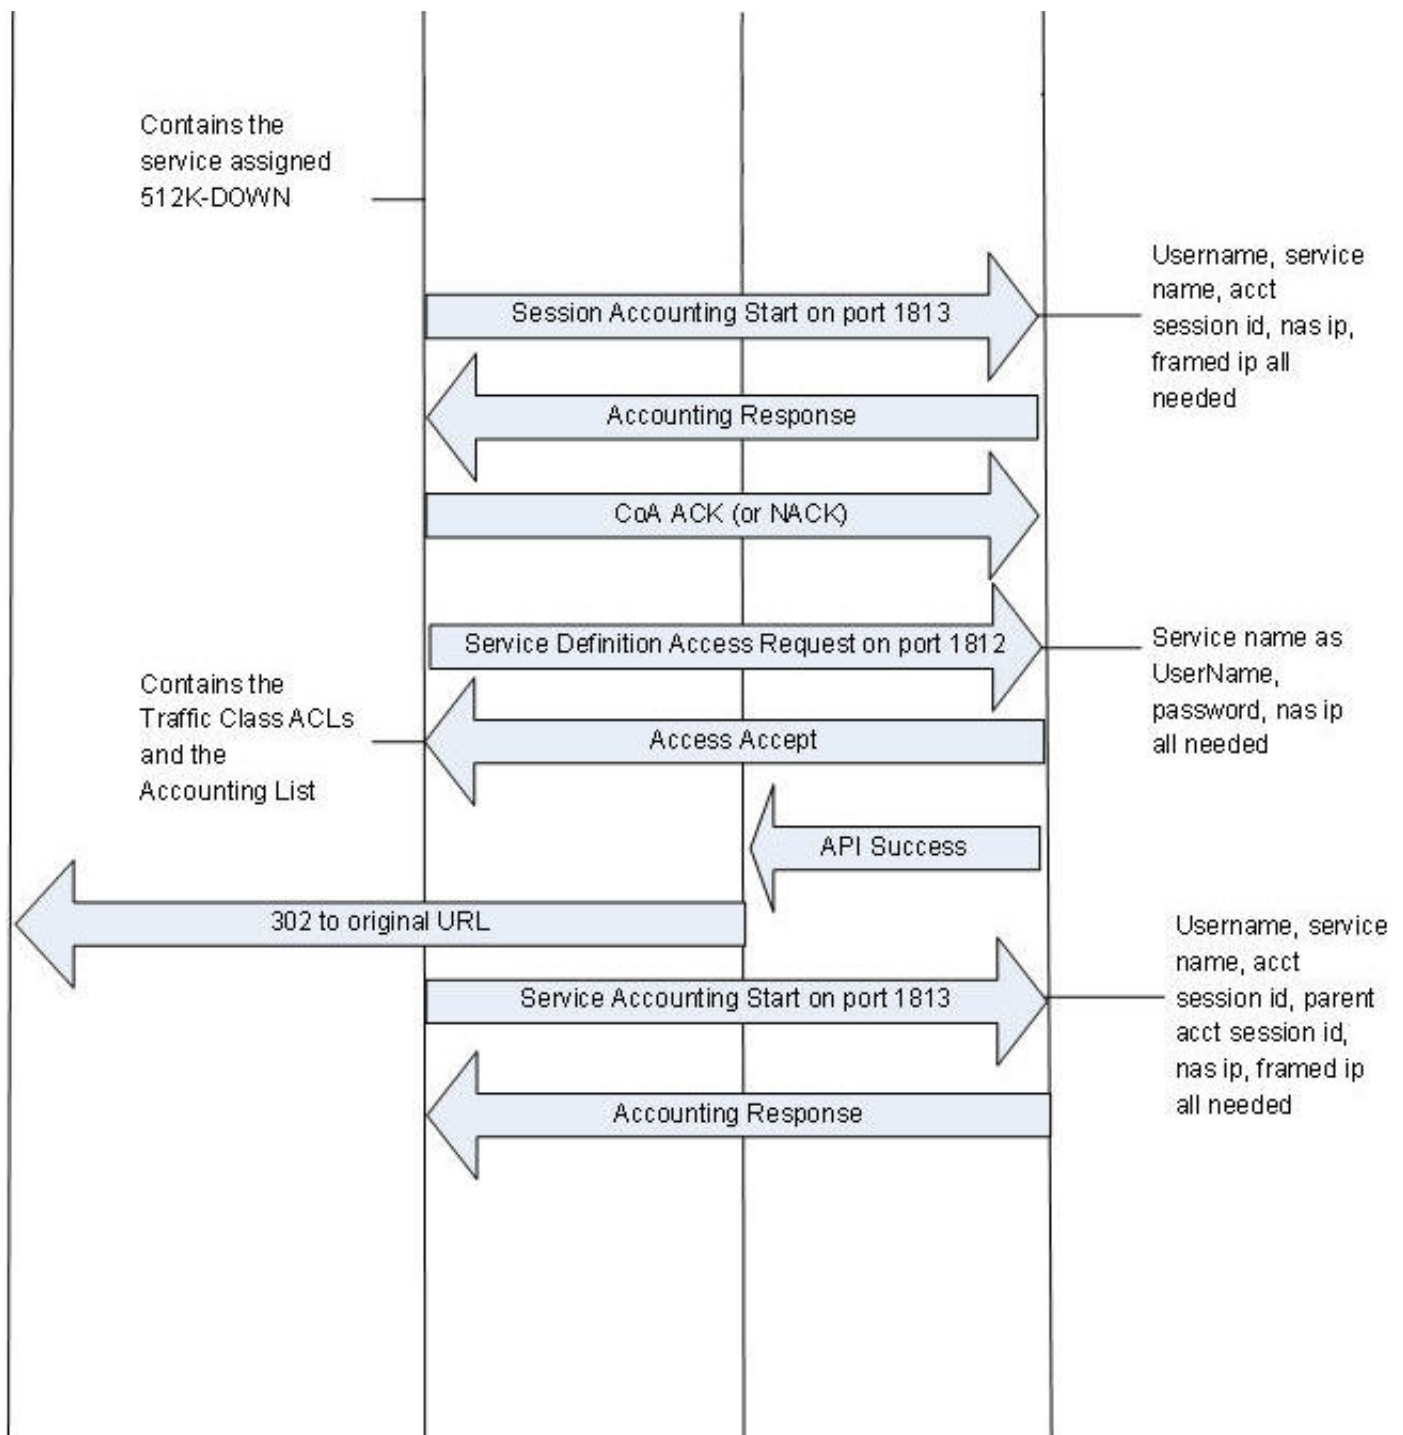 Contains the
service assigned
512K-DOWN
Username, service
name, acct
session id, nas ip,
framed ip all
needed
Session Accounting Start on port 1813
Accounting Response
CoA ACK (or NACK)
Service Definition Access Request on port 1812
Service name as
UserName,
password, nas ip
all needed
Contains the
Traffic Class ACLs
and the
Accounting List
Access Accept
API Success
302 to original URL
Username, service
name, acct
session id, parent
acct session id,
nas ip, framed ip
all needed
Service Accounting Start on port 1813
Accounting Response